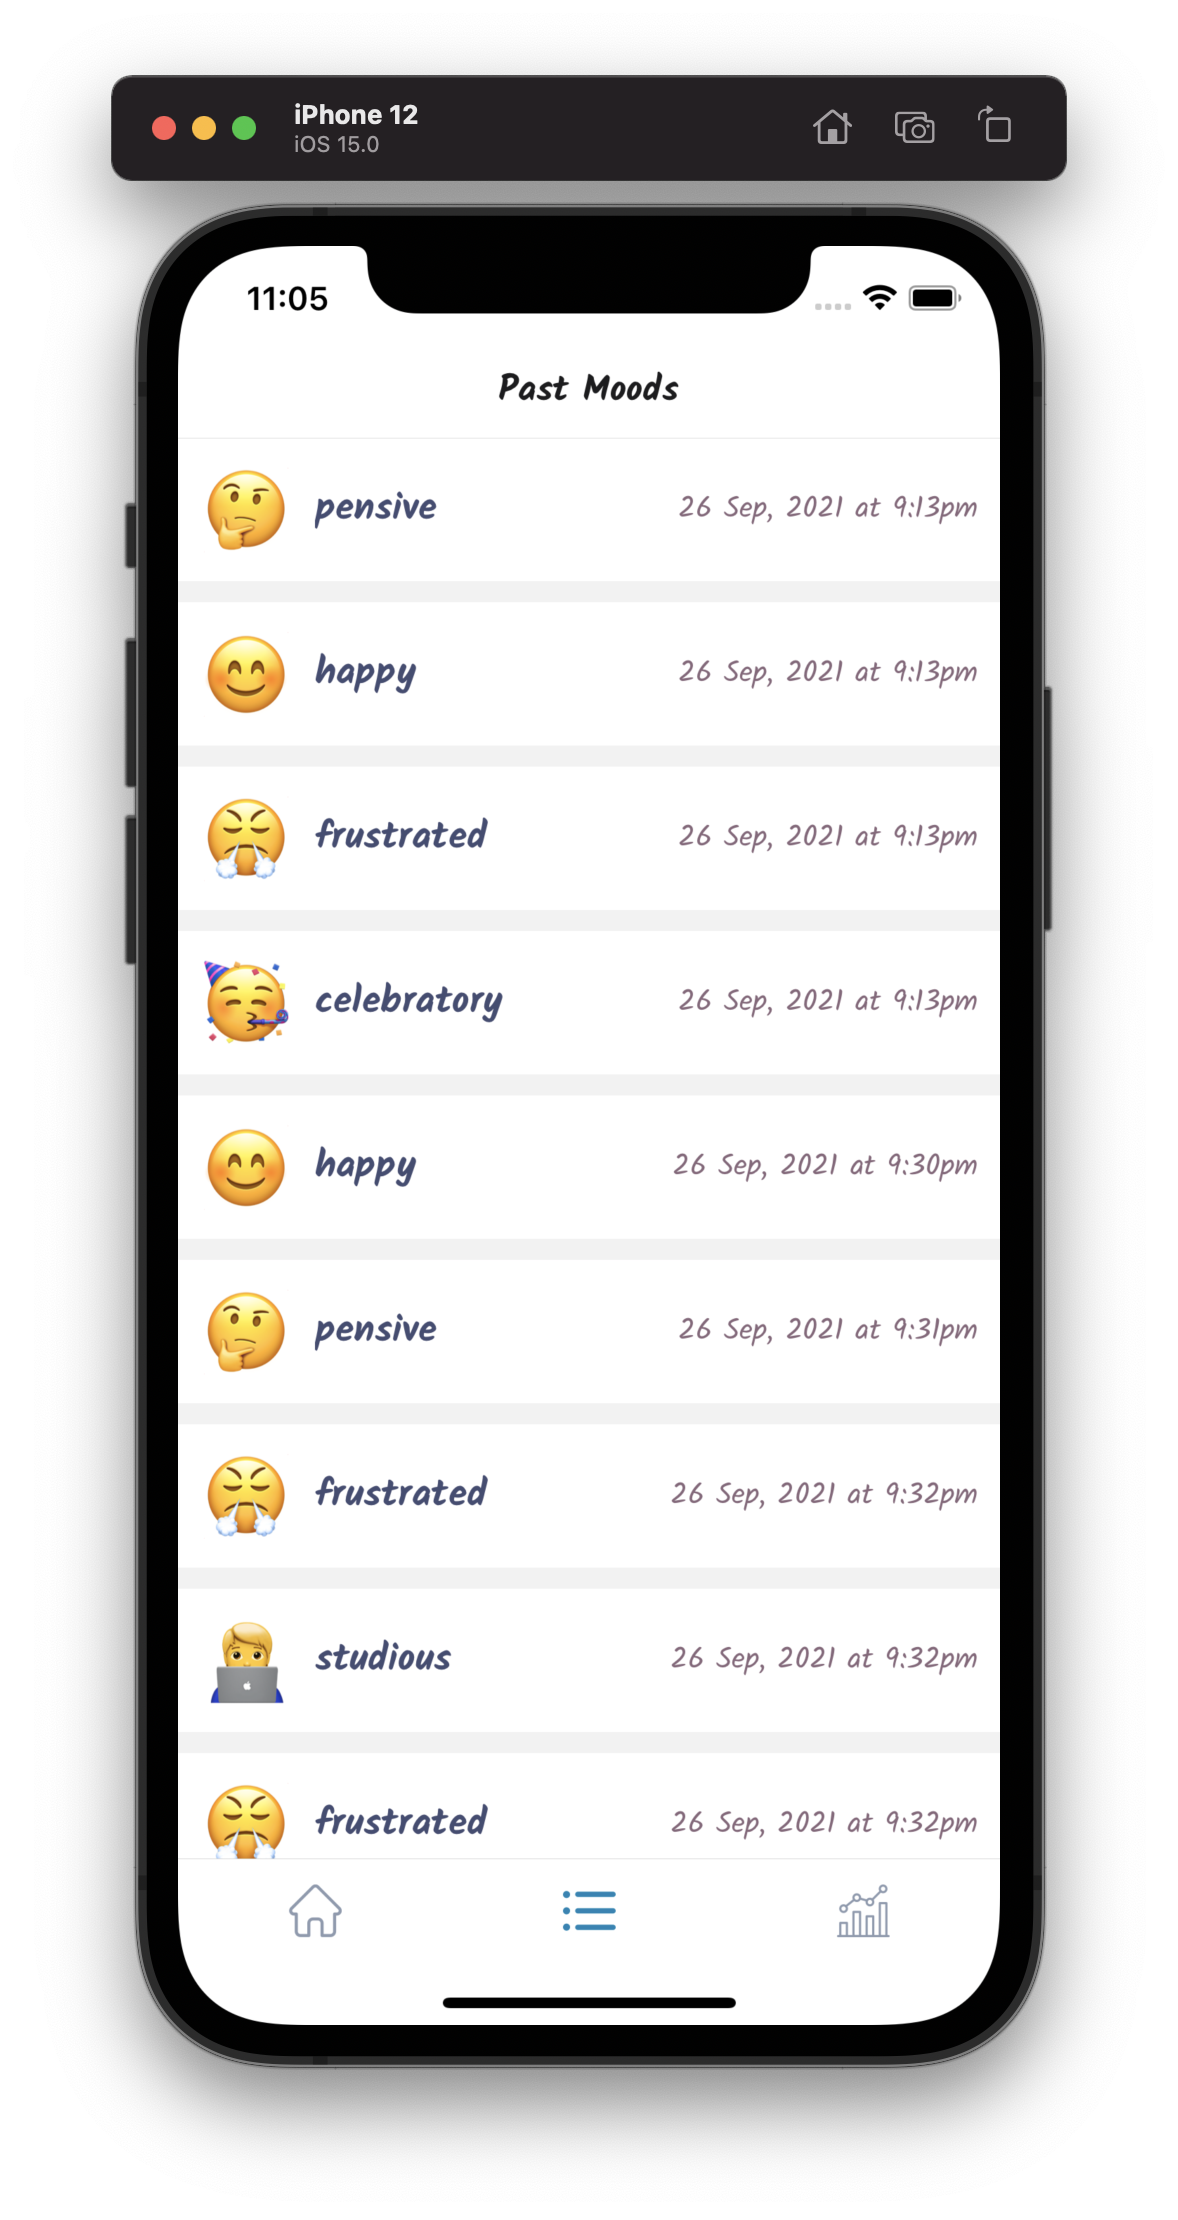 iPhone 12
iOS 15.0
11:05
Past Moods
pensive 26 Sep, 2021 at 9:13pm
happy 26 Sep, 2021 at 9:13pm
frustrated 26 Sep, 2021 at 9:13pm
celebratory 26 Sep, 2021 at 9:13pm
happy 26 Sep, 2021 at 9:30pm
pensive 26 Sep, 2021 at 9:31pm
frustrated 26 Sep, 2021 at 9:32pm
studious 26 Sep, 2021 at 9:32pm
frustrated 26 Sep, 2021 at 9:32pm